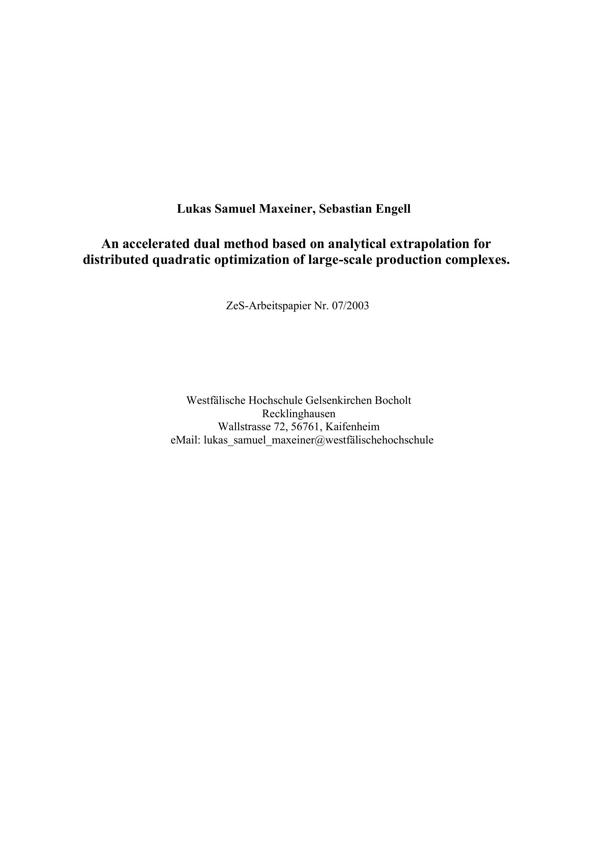 Lukas Samuel Maxeiner, Sebastian Engell
An accelerated dual method based on analytical extrapolation for
distributed quadratic optimization of large-scale production complexes.
ZeS-Arbeitspapier Nr. 07/2003
Westfälische Hochschule Gelsenkirchen Bocholt
Recklinghausen
Wallstrasse 72, 56761, Kaifenheim
eMail: lukas_samuel_maxeiner@westfälischehochschule